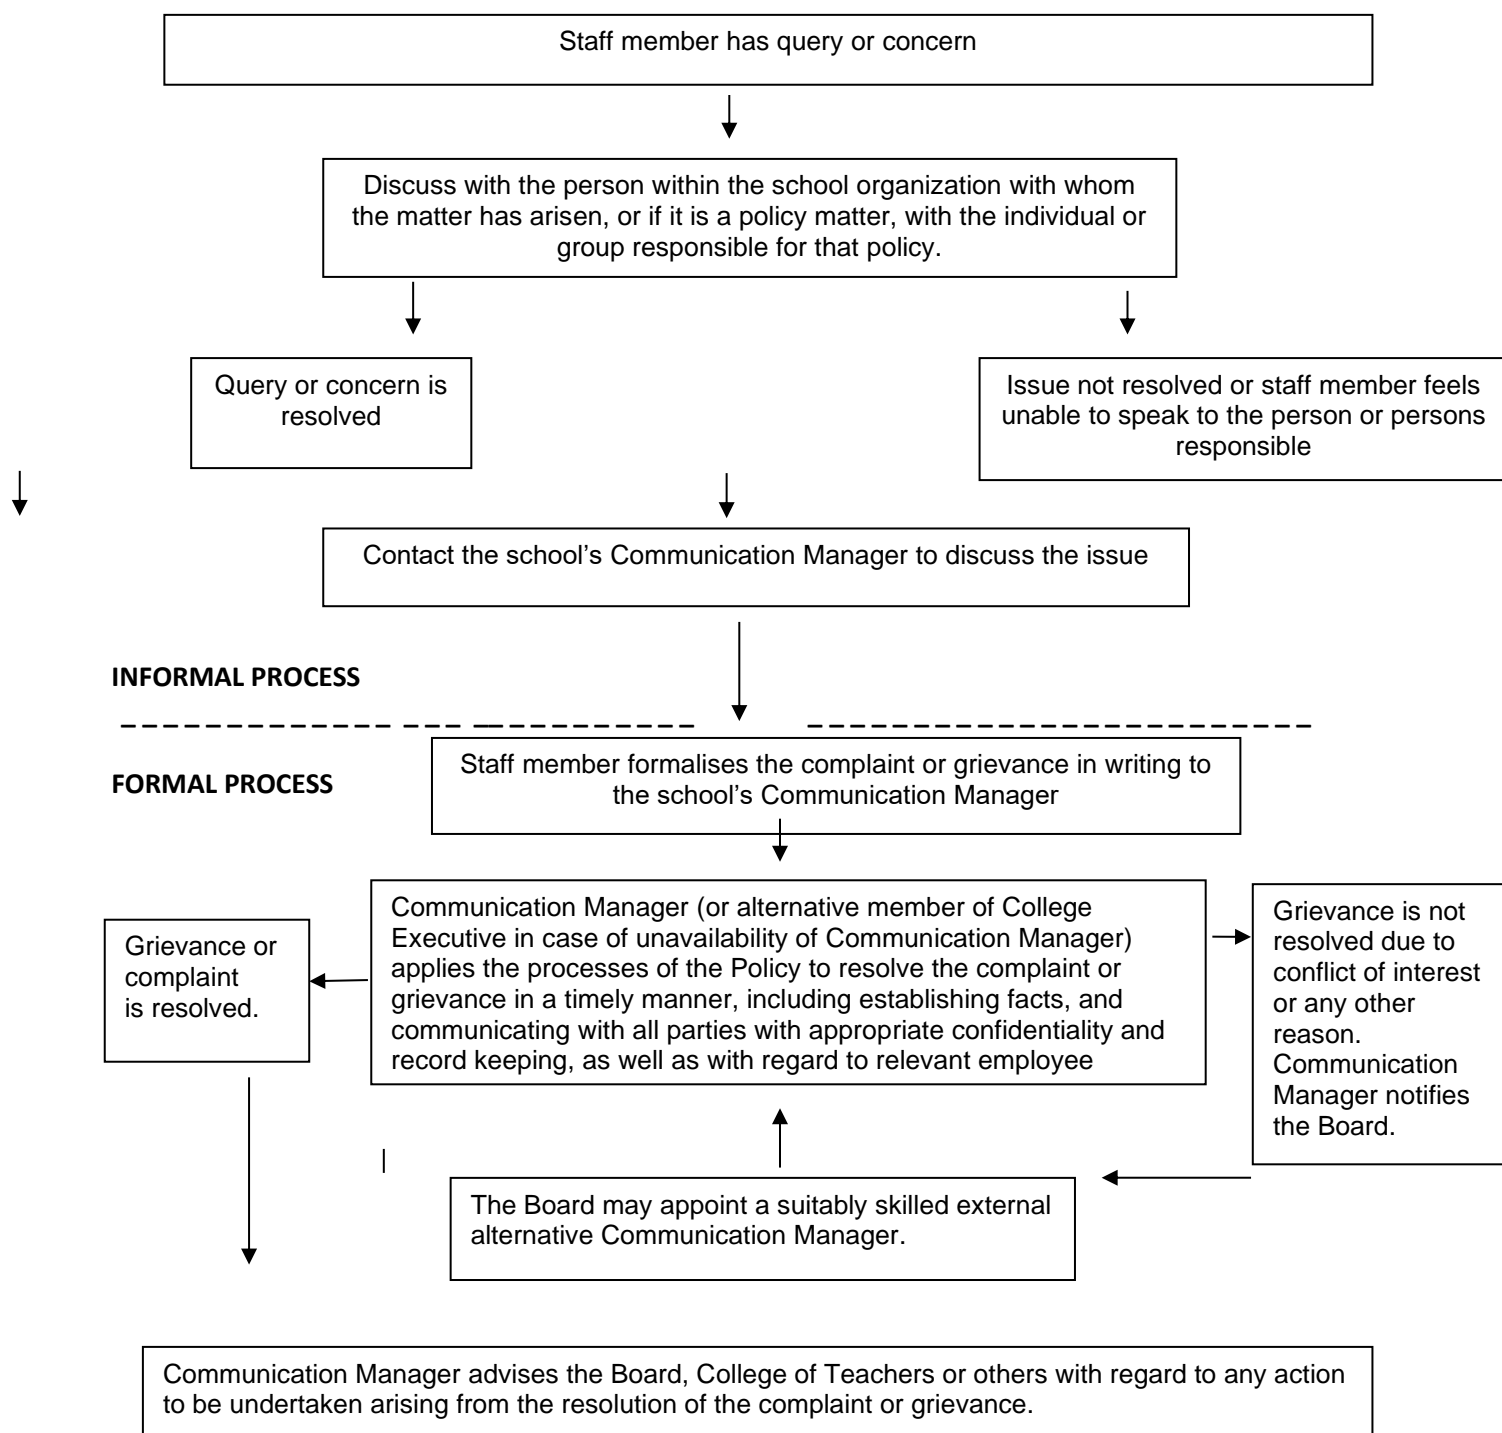 Staff member has query or concern
Discuss with the person within the school organization with whom
the matter has arisen, or if it is a policy matter, with the individual or
group responsible for that policy.
Query or concern is
resolved
Issue not resolved or staff member feels
unable to speak to the person or persons
responsible
Contact the school’s Communication Manager to discuss the issue
INFORMAL PROCESS
FORMAL PROCESS
Staff member formalises the complaint or grievance in writing to
the school’s Communication Manager
Grievance or
complaint
is resolved.
Communication Manager (or alternative member of College
Executive in case of unavailability of Communication Manager)
applies the processes of the Policy to resolve the complaint or
grievance in a timely manner, including establishing facts, and
communicating with all parties with appropriate confidentiality and
record keeping, as well as with regard to relevant employee
Grievance is not
resolved due to
conflict of interest
or any other
reason.
Communication
Manager notifies
the Board.
The Board may appoint a suitably skilled external
alternative Communication Manager.
Communication Manager advises the Board, College of Teachers or others with regard to any action
to be undertaken arising from the resolution of the complaint or grievance.